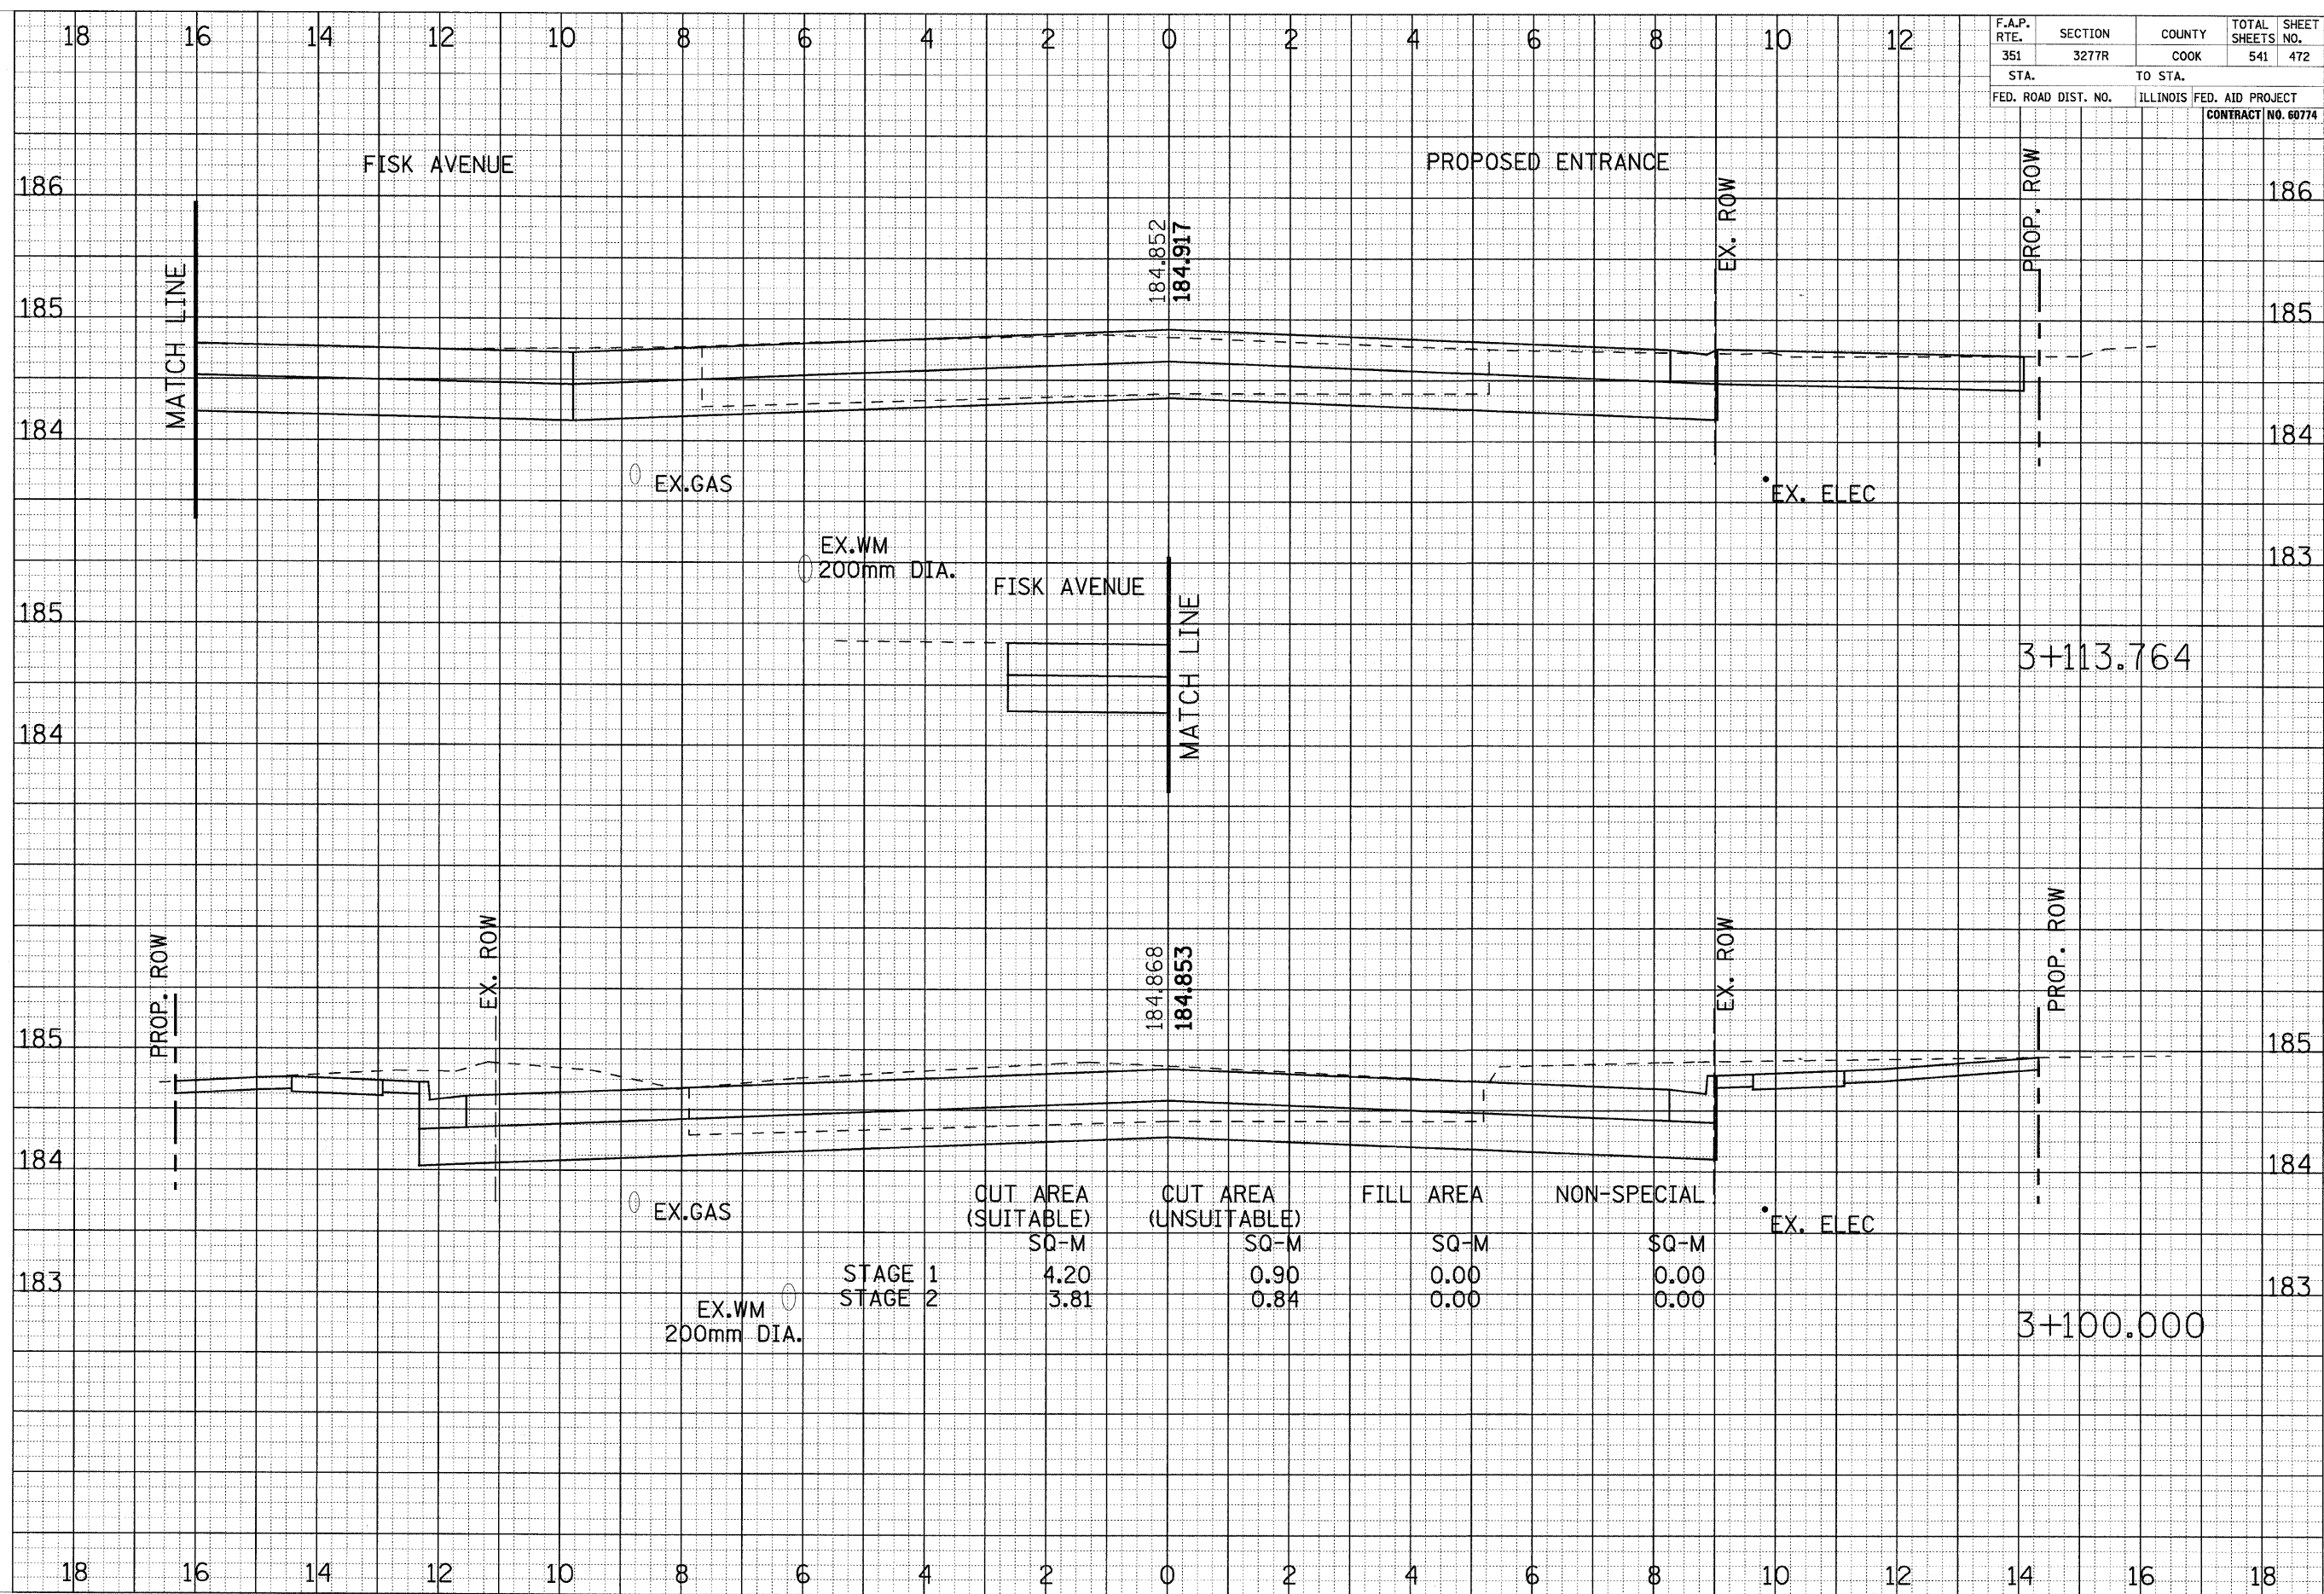 18 16 14 12 10 8 6 4 2 0 2 4 6 8 10 12
F.A.P. RTE. SECTION COUNTY TOTAL SHEETS SHEET NO.
351 3277R COOK 541 472
STA. TO STA.
FED. ROAD DIST. NO. ILLINOIS FED. AID PROJECT
CONTRACT NO. 60774
FISK AVENUE
PROPOSED ENTRANCE
186
186
EX. ROW
PROP. ROW
184.852
184.917
MATCH LINE
185
185
184
184
EX.GAS
EX. ELEC
EX.WM
200mm DIA.
183
FISK AVENUE
185
MATCH LINE
3+113.764
184
PROP. ROW
EX. ROW
184.868
184.853
EX. ROW
PROP. ROW
185
185
184
184
EX.GAS
EX. ELEC
CUT AREA CUT AREA FILL AREA NON-SPECIAL
(SUITABLE) (UNSUITABLE)
SQ-M SQ-M SQ-M SQ-M
STAGE 1 4.20 0.90 0.00 0.00
STAGE 2 3.81 0.84 0.00 0.00
183
183
EX.WM
200mm DIA.
3+100.000
18 16 14 12 10 8 6 4 2 0 2 4 6 8 10 12 14 16 18